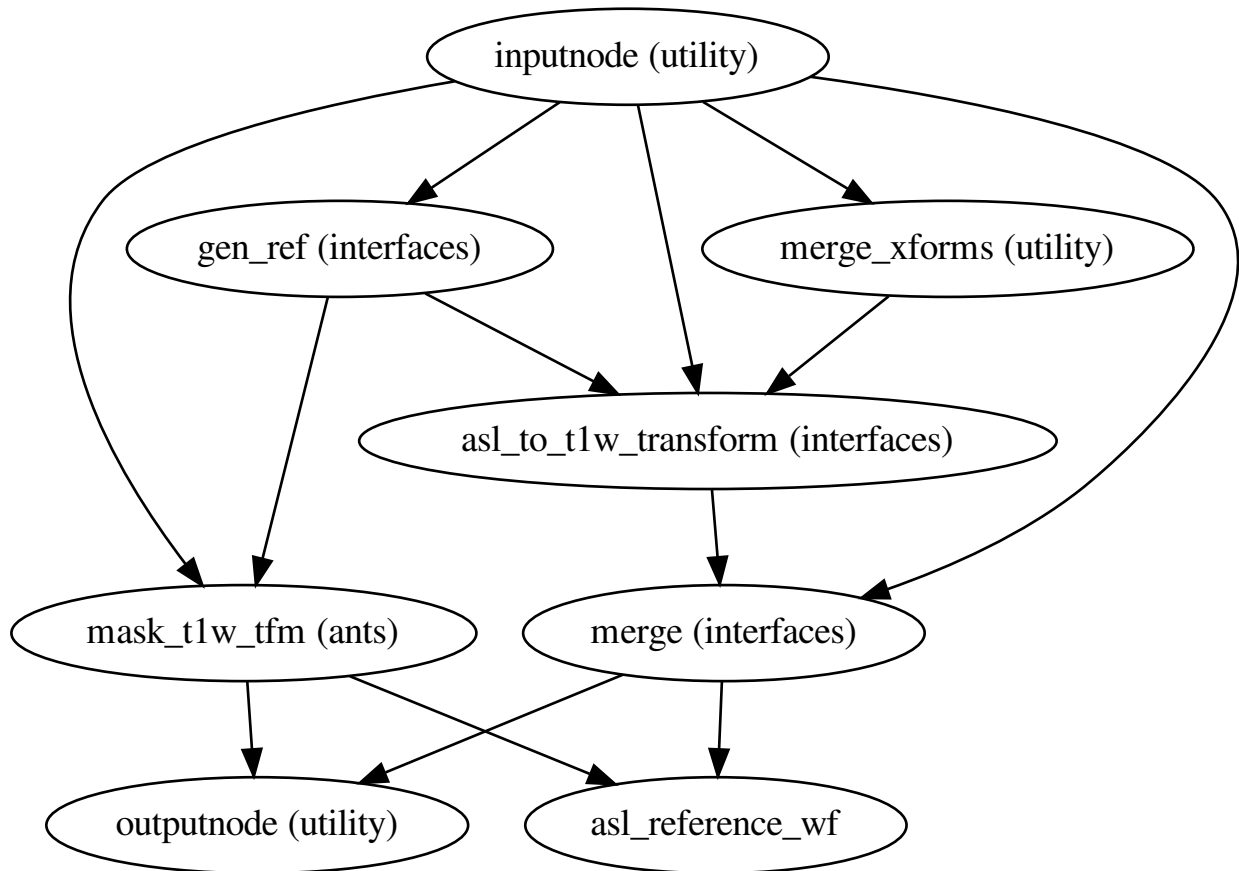 inputnode (utility)
gen_ref (interfaces)
merge_xforms (utility)
asl_to_t1w_transform (interfaces)
mask_t1w_tfm (ants)
merge (interfaces)
outputnode (utility)
asl_reference_wf